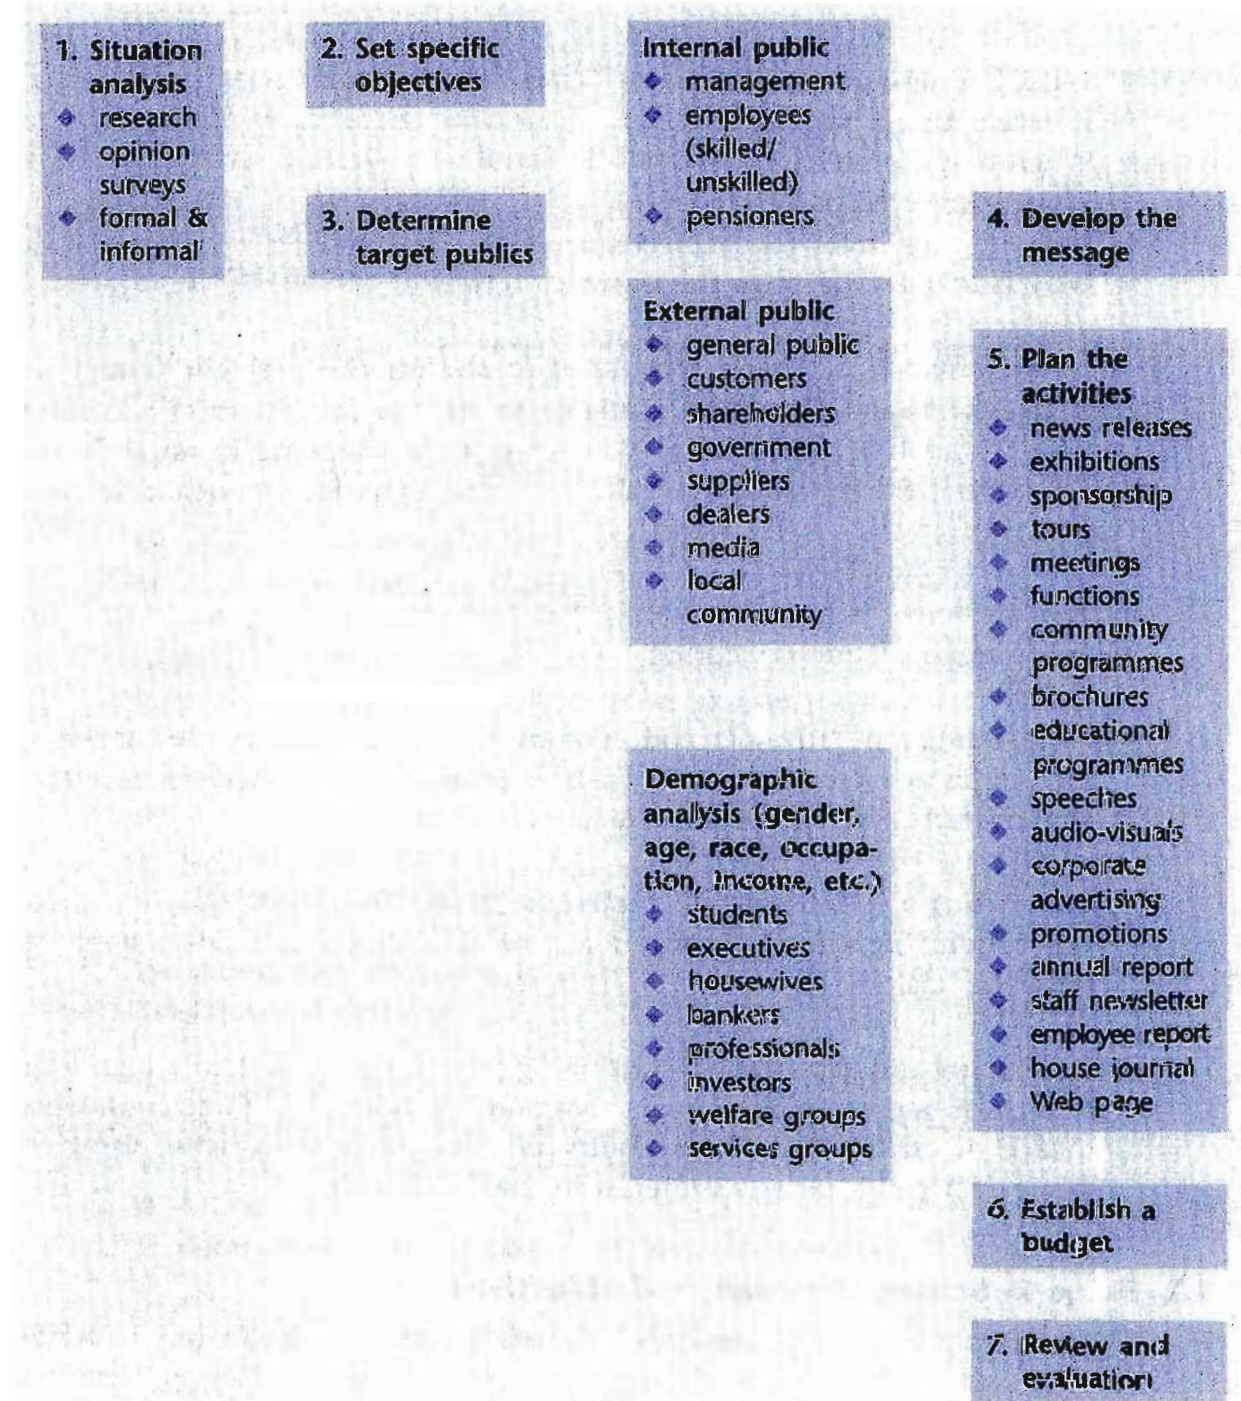 1. Situation
analysis
❖ research
❖ opinion
surveys
❖ formal &
informal
2. Set specific
objectives
3. Determine
target publics
Internal public
❖ management
❖ employees
(skilled/
unskilled)
❖ pensioners
External public
❖ general public
❖ customers
❖ shareholders
❖ government
❖ suppliers
❖ dealers
❖ media
❖ local
community
Demographic
analysis (gender,
age, race, occupa-
tion, income, etc.)
❖ students
❖ executives
❖ housewives
❖ bankers
❖ professionals
❖ investors
❖ welfare groups
❖ services groups
4. Develop the
message
5. Plan the
activities
❖ news releases
❖ exhibitions
❖ sponsorship
❖ tours
❖ meetings
❖ functions
❖ community
programmes
❖ brochures
❖ educational
programmes
❖ speeches
❖ audio-visuals
❖ corporate
advertising
❖ promotions
❖ annual report
❖ staff newsletter
❖ employee report
❖ house journal
❖ Web page
6. Establish a
budget
7. Review and
evaluation